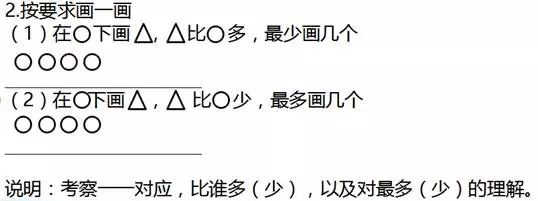 2.按要求画一画
（1）在○下画△，△比○多，最少画几个
○○○○
（2）在○下画△，△比○少，最多画几个
○○○○
说明：考察一一对应，比谁多（少），以及对最多（少）的理解。